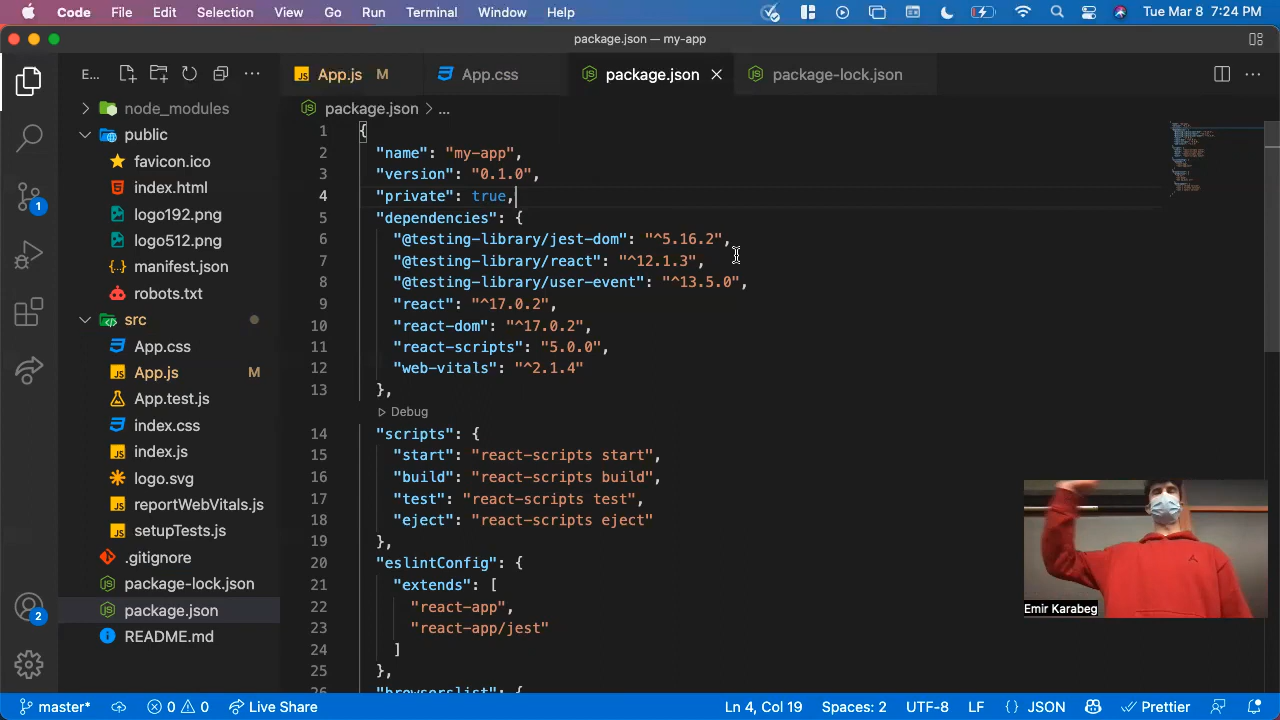 Code File Edit Selection View Go Run Terminal Window Help Tue Mar 8 7:24 PM
package.json — my-app
E... App.js M App.css package.json package-lock.json
package.json > ...
node_modules
public
favicon.ico
index.html
logo192.png
logo512.png
manifest.json
robots.txt
src
App.css
App.js M
App.test.js
index.css
index.js
logo.svg
reportWebVitals.js
setupTests.js
.gitignore
package-lock.json
package.json
README.md
1
2
1 {
2 "name": "my-app",
3 "version": "0.1.0",
4 "private": true,
5 "dependencies": {
6 "@testing-library/jest-dom": "^5.16.2",
7 "@testing-library/react": "^12.1.3",
8 "@testing-library/user-event": "^13.5.0",
9 "react": "^17.0.2",
10 "react-dom": "^17.0.2",
11 "react-scripts": "5.0.0",
12 "web-vitals": "^2.1.4"
13 },
Debug
14 "scripts": {
15 "start": "react-scripts start",
16 "build": "react-scripts build",
17 "test": "react-scripts test",
18 "eject": "react-scripts eject"
19 },
20 "eslintConfig": {
21 "extends": [
22 "react-app",
23 "react-app/jest"
24 ]
25 },
26 "browserslist": {
Emir Karabeg
master* 0 0 Live Share Ln 4, Col 19 Spaces: 2 UTF-8 LF {} JSON Prettier